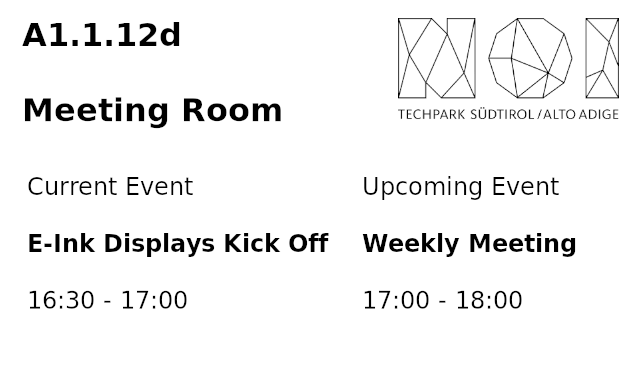 A1.1.12d
NOI
Meeting Room
TECHPARK SÜDTIROL / ALTO ADIGE
Current Event
Upcoming Event
E-Ink Displays Kick Off
Weekly Meeting
16:30 - 17:00
17:00 - 18:00